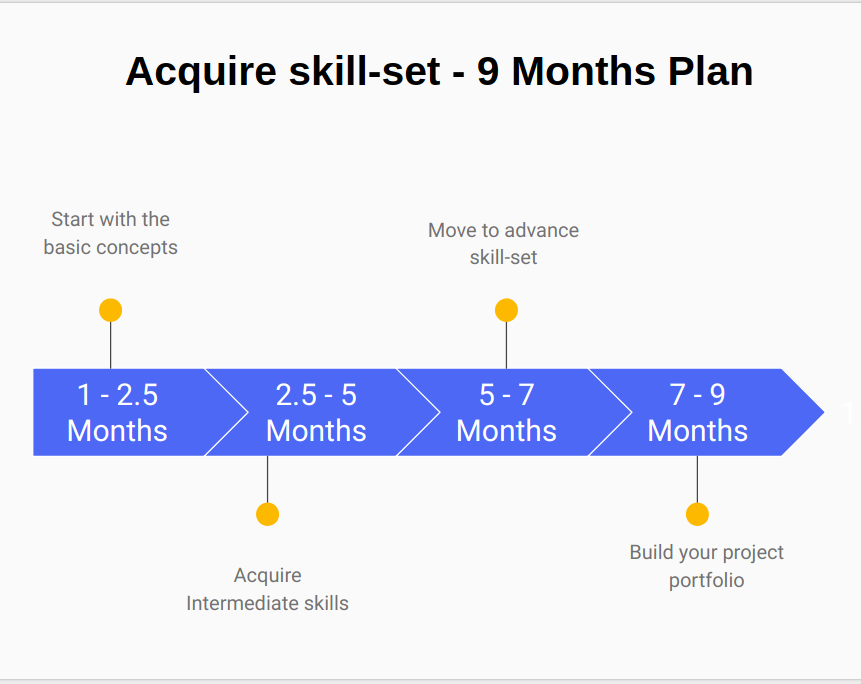 Acquire skill-set - 9 Months Plan
Start with the
basic concepts
Move to advance
skill-set
1 - 2.5
Months
2.5 - 5
Months
5 - 7
Months
7 - 9
Months
Acquire
Intermediate skills
Build your project
portfolio